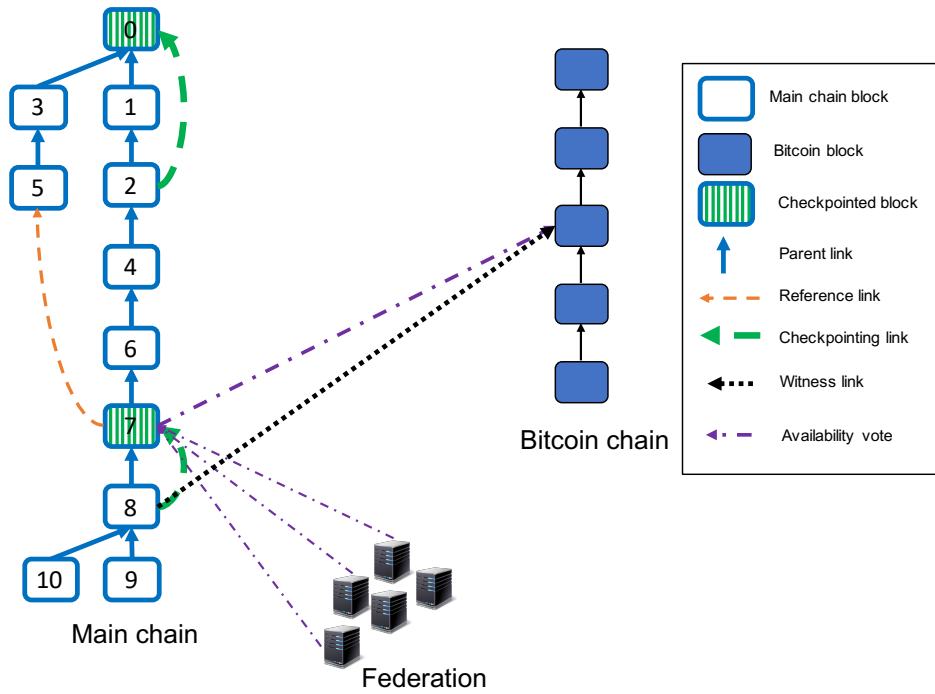 0
3
1
5
2
4
6
7
8
10
9
Main chain
Federation
Bitcoin chain
Main chain block
Bitcoin block
Checkpointed block
Parent link
Reference link
Checkpointing link
Witness link
Availability vote